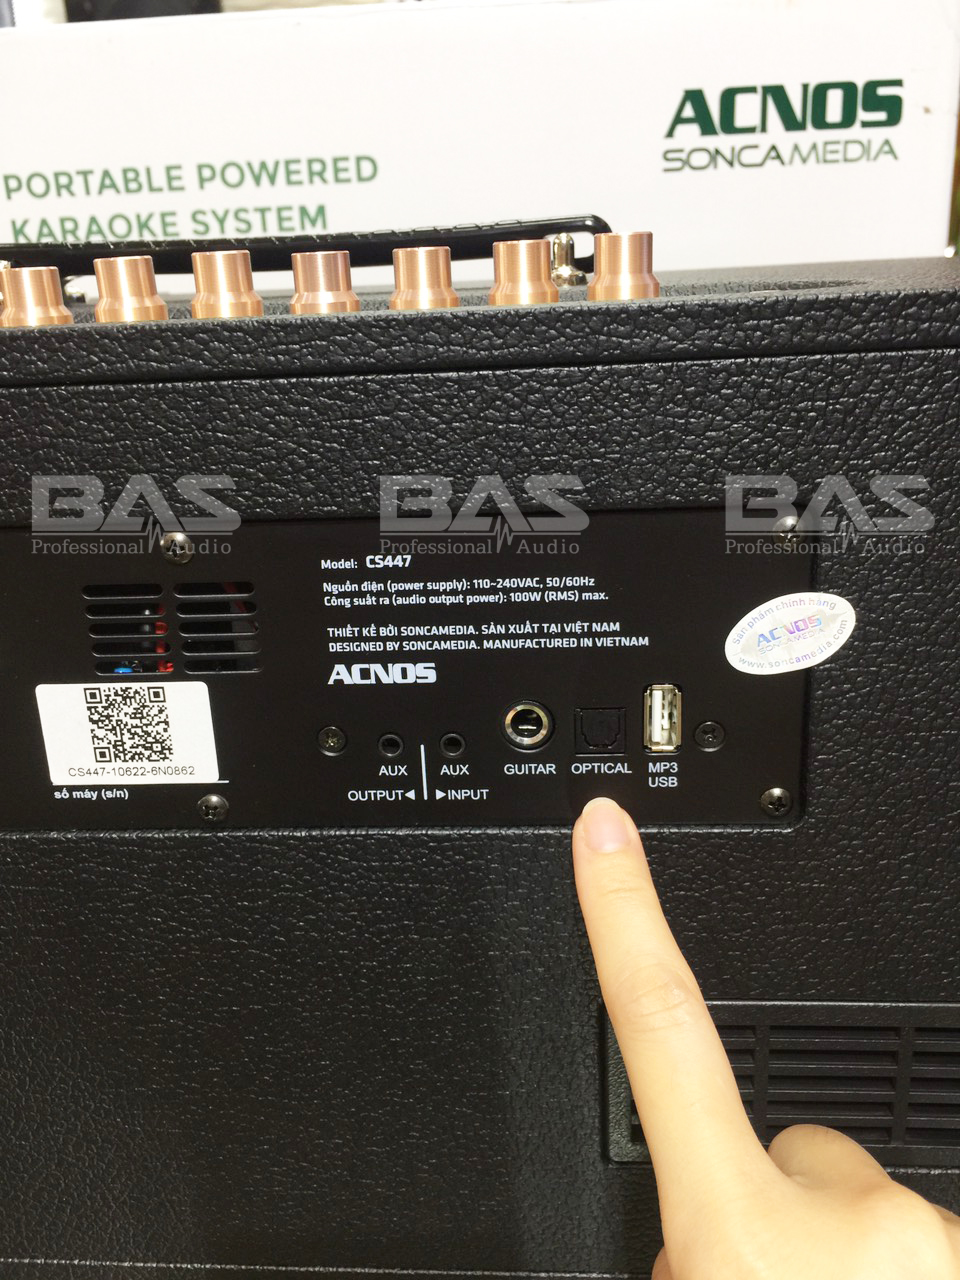 ACNOS
SONCAMEDIA
PORTABLE POWERED
KARAOKE SYSTEM
BAS
Professional Audio
BAS
Professional Audio
BAS
Professional Audio
Model: CS447
Nguồn điện (power supply): 110~240VAC, 50/60Hz
Công suất ra (audio output power): 100W (RMS) max.
THIẾT KẾ BỞI SONCAMEDIA. SẢN XUẤT TẠI VIỆT NAM
DESIGNED BY SONCAMEDIA. MANUFACTURED IN VIETNAM
ACNOS
Sản phẩm chính hãng
ACNOS
SONCAMEDIA
www.soncamedia.com
CS447-10622-6N0862
số máy (s/n)
AUX
OUTPUT◀
AUX
▶INPUT
GUITAR
OPTICAL
MP3
USB